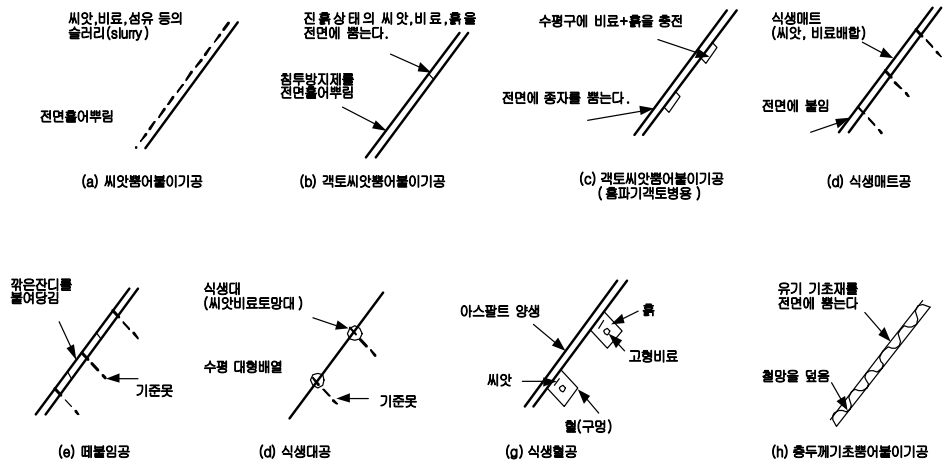 씨앗,비료,섬유 등의
슬러리(slurry)
전면흩어뿌림
(a) 씨앗뿜어붙이기공
진흙상태의 씨앗,비료,흙을
전면에 뿜는다.
침투방지제를
전면흩어뿌림
(b) 객토씨앗뿜어붙이기공
수평구에 비료+흙을 충전
전면에 종자를 뿜는다.
(c) 객토씨앗뿜어붙이기공
(홈파기객토병용)
식생매트
(씨앗, 비료배합)
전면에 붙임
(d) 식생매트공
깎은잔디를
붙여당김
기준못
(e) 떼붙임공
식생대
(씨앗비료토망대)
수평 대형배열
기준못
(d) 식생대공
아스팔트 양생
흙
고형비료
씨앗
혈(구멍)
(g) 식생혈공
유기 기초재를
전면에 뿜는다
철망을 덮음
(h) 층두께기초뿜어붙이기공